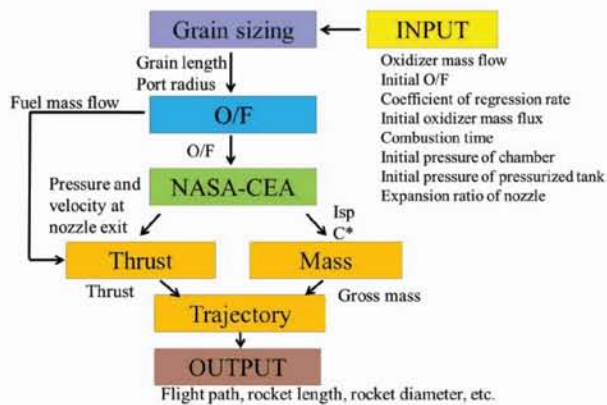 Grain sizing
INPUT
Grain length
Port radius
Oxidizer mass flow
Initial O/F
Coefficient of regression rate
Initial oxidizer mass flux
Combustion time
Initial pressure of chamber
Initial pressure of pressurized tank
Expansion ratio of nozzle
Fuel mass flow
O/F
O/F
NASA-CEA
Pressure and
velocity at
nozzle exit
Isp
C*
Thrust
Mass
Thrust
Gross mass
Trajectory
OUTPUT
Flight path, rocket length, rocket diameter, etc.